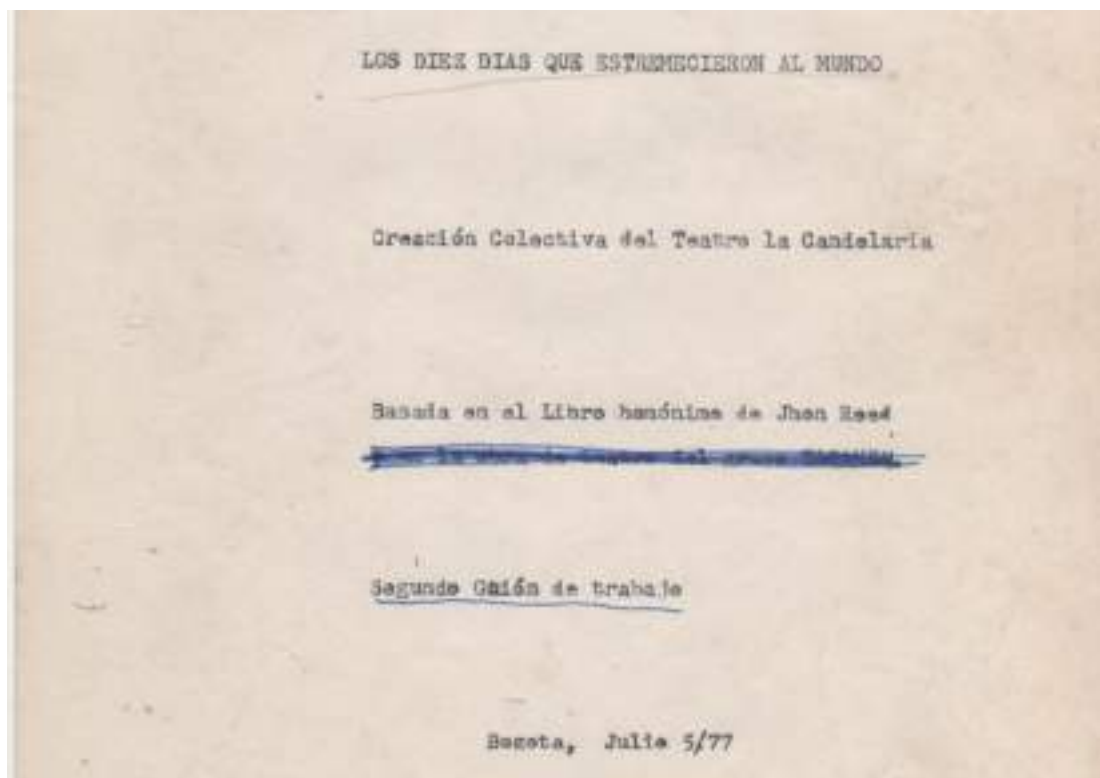 LOS DIEZ DIAS QUE ESTREMECIERON AL MUNDO
Creación Colectiva del Teatro la Candelaria
Basada en el Libro homónimo de Jhon Reed
Segundo Guión de trabajo
Bogota, Julio 5/77